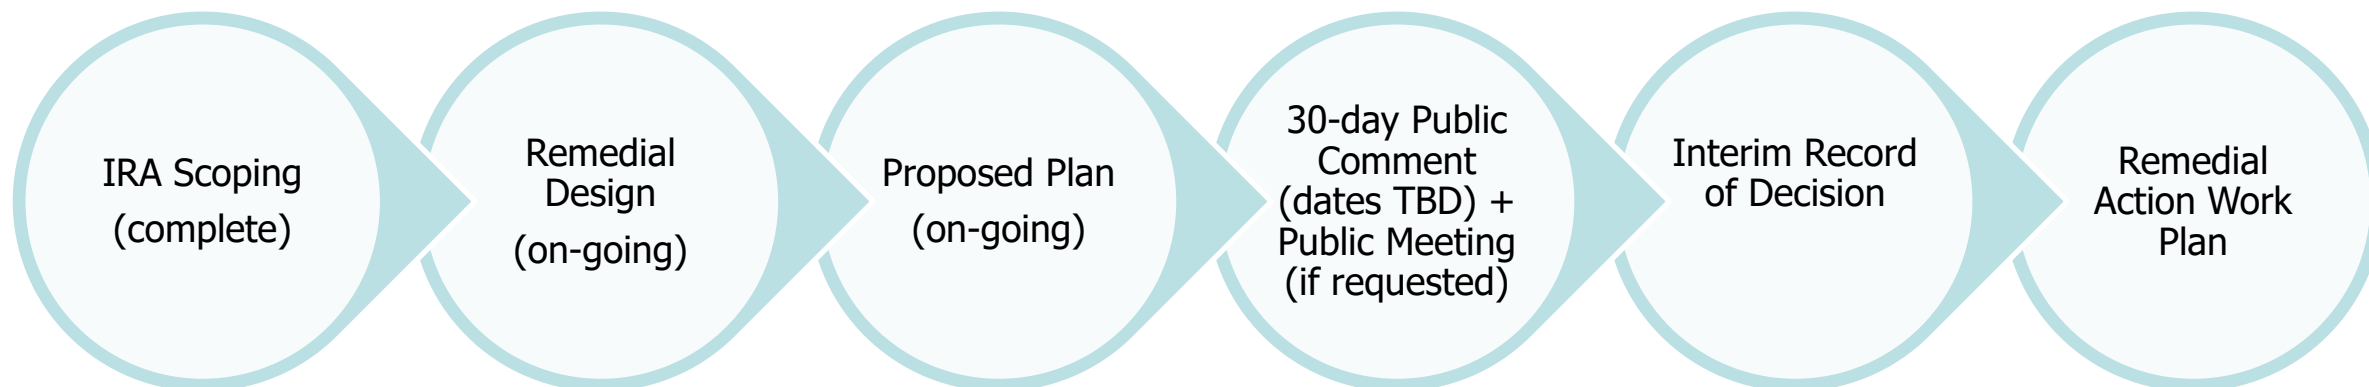 IRA Scoping
(complete)
Remedial
Design
(on-going)
Proposed Plan
(on-going)
30-day Public
Comment
(dates TBD) +
Public Meeting
(if requested)
Interim Record
of Decision
Remedial
Action Work
Plan